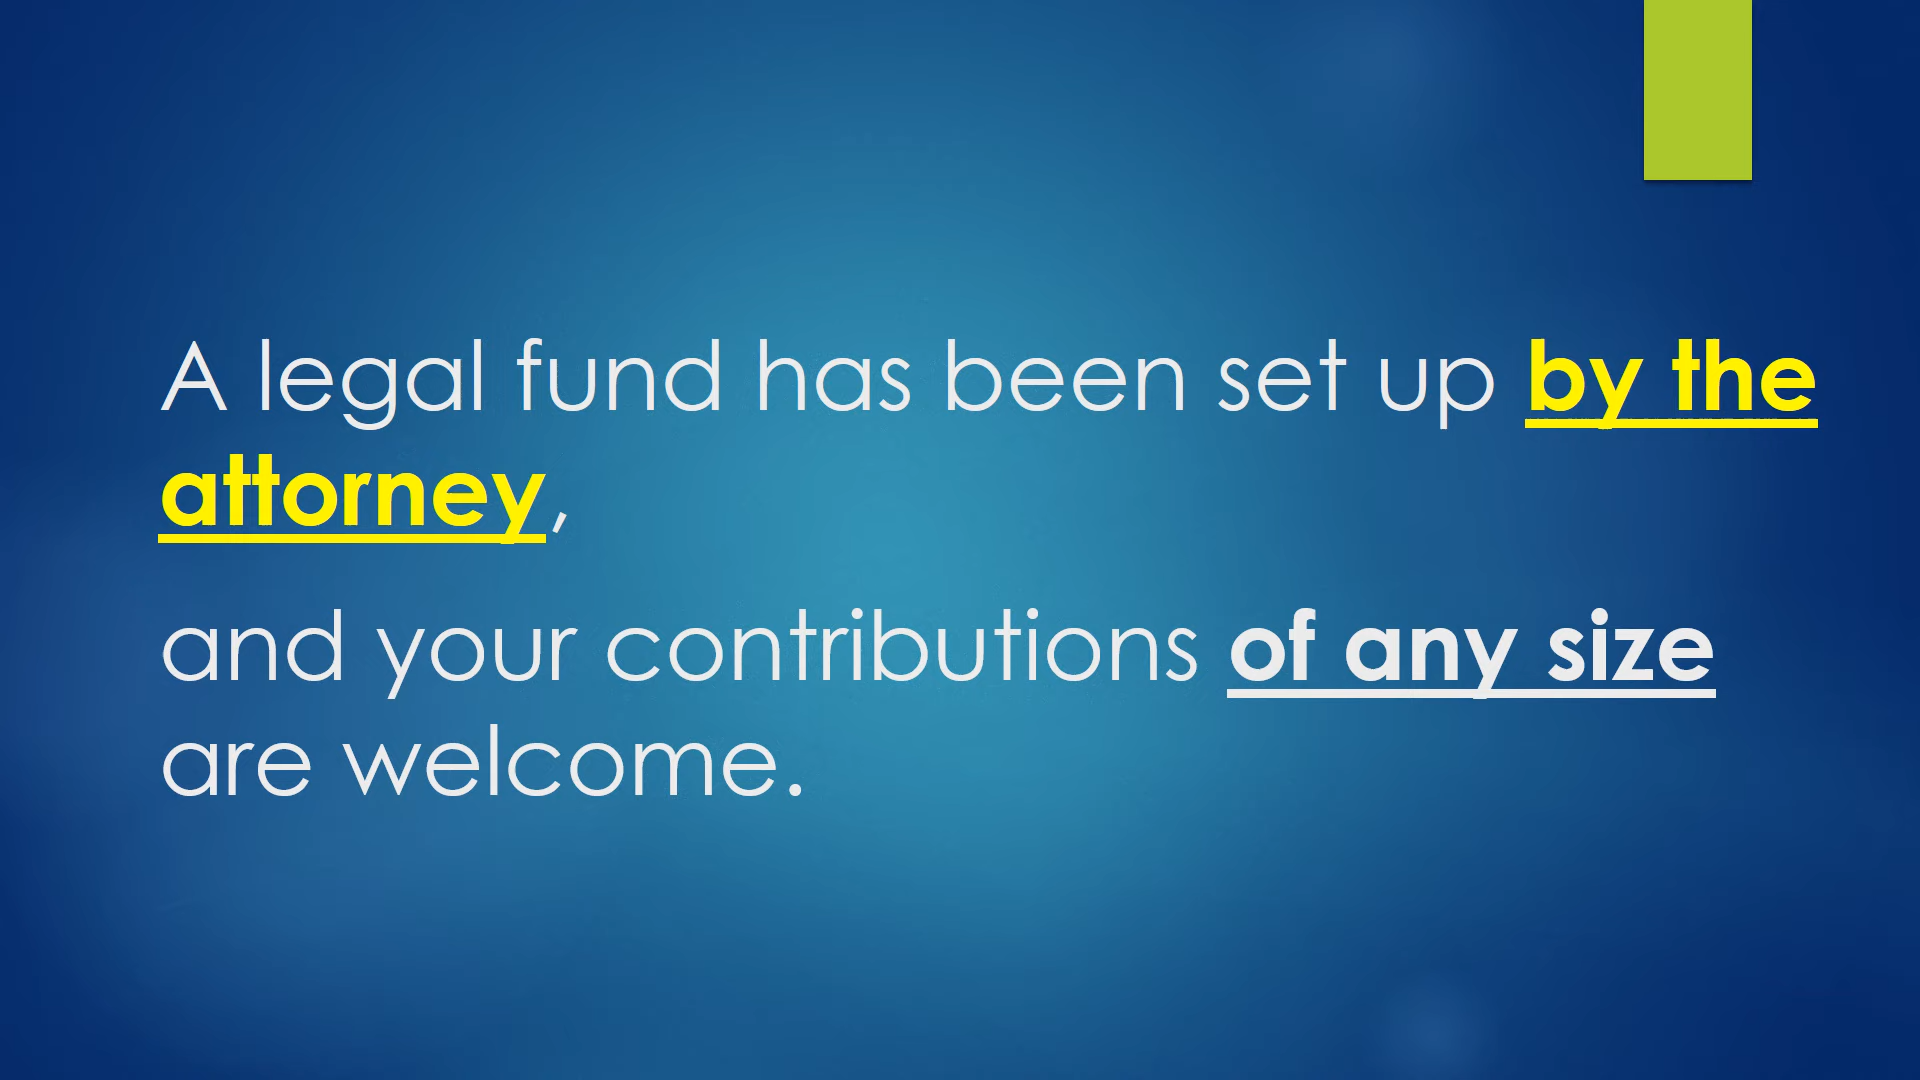 A legal fund has been set up by the
attorney,
and your contributions of any size
are welcome.